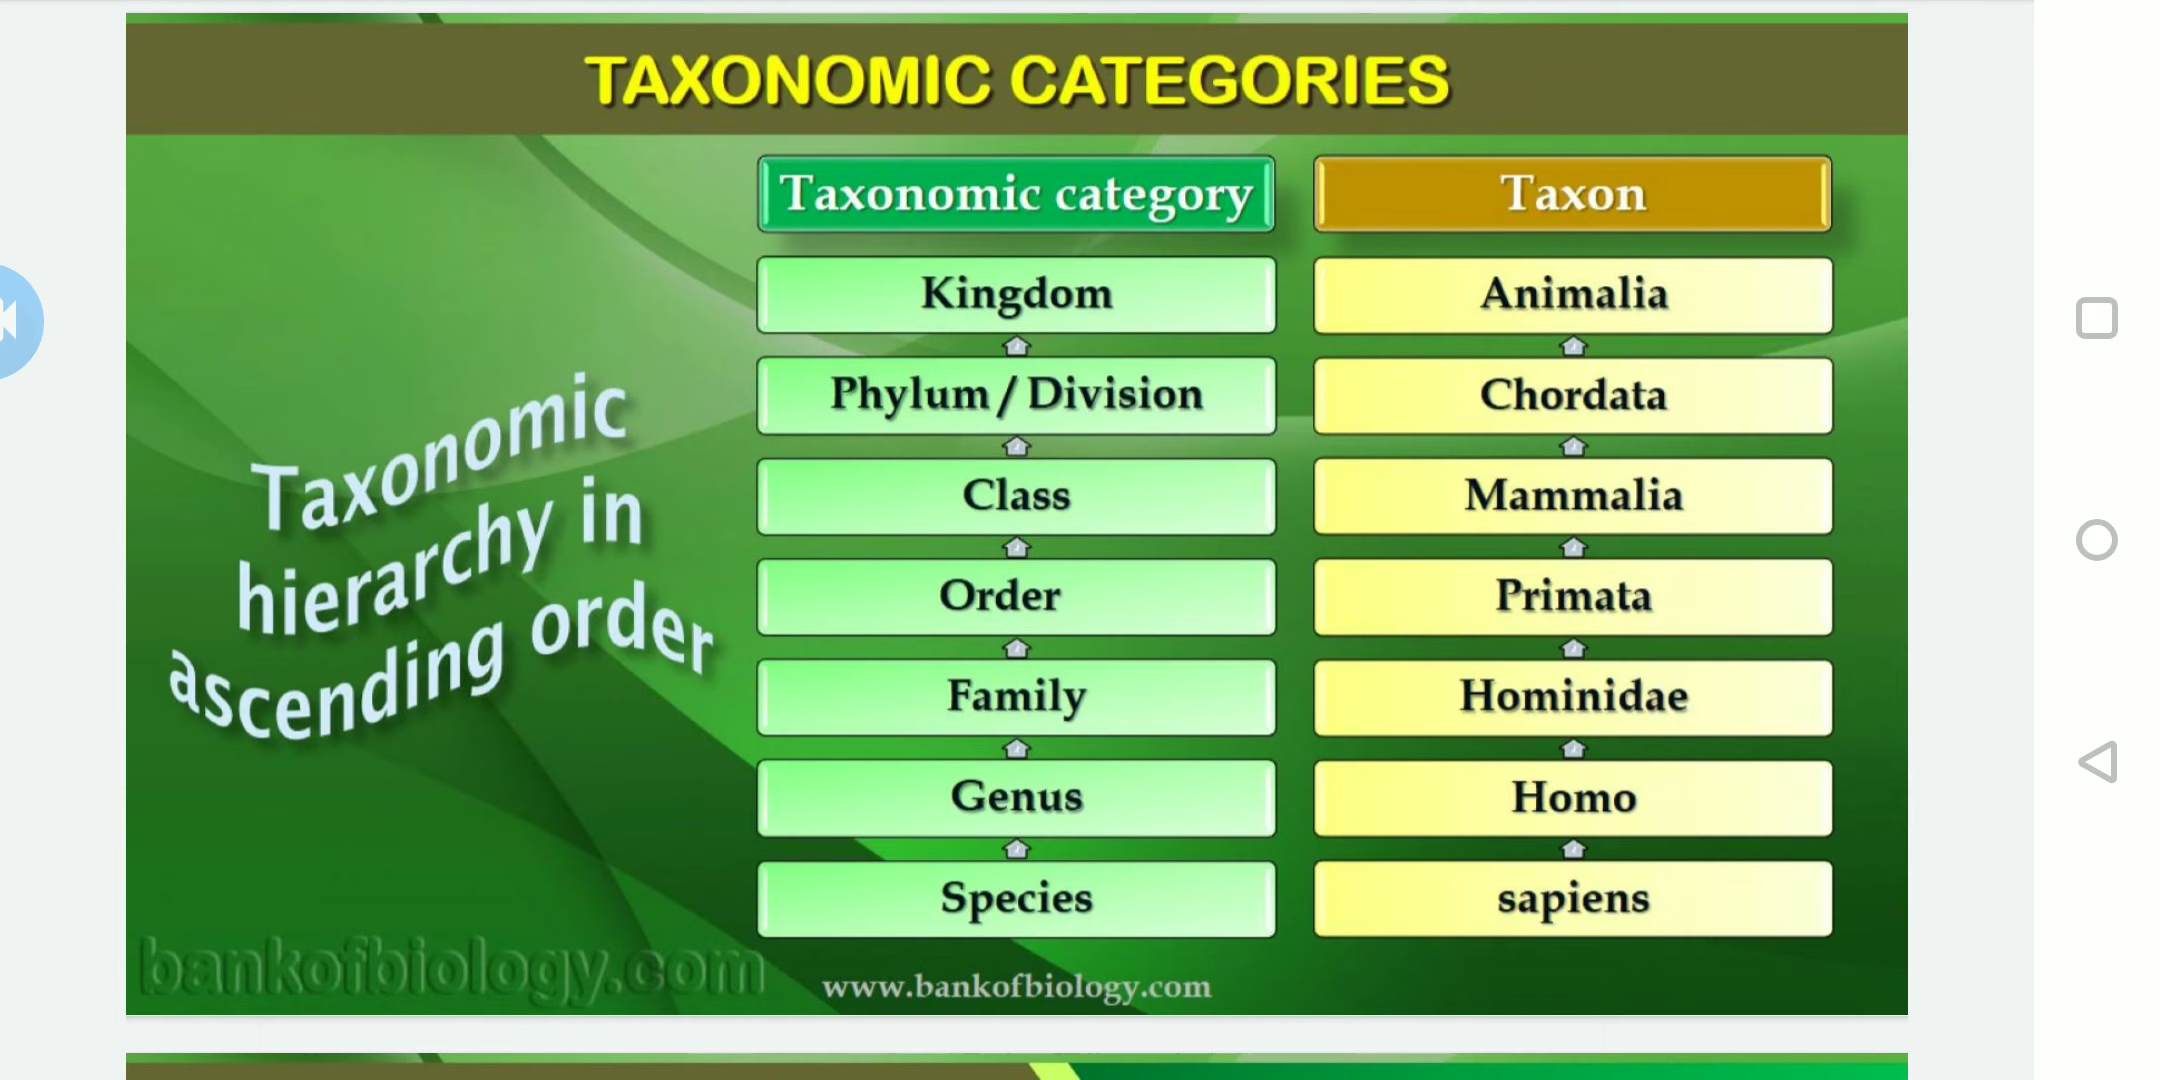 TAXONOMIC CATEGORIES
Taxonomic category
Taxon
Kingdom
Animalia
Phylum / Division
Chordata
Class
Mammalia
Order
Primata
Family
Hominidae
Genus
Homo
Species
sapiens
Taxonomic
hierarchy in
ascending order
bankofbiology.com
www.bankofbiology.com